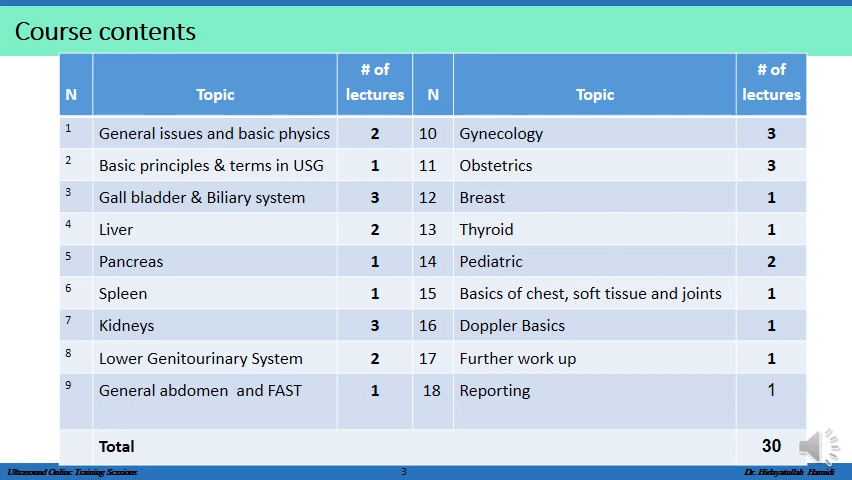 Course contents
N Topic # of lectures N Topic # of lectures
1 General issues and basic physics 2 10 Gynecology 3
2 Basic principles & terms in USG 1 11 Obstetrics 3
3 Gall bladder & Biliary system 3 12 Breast 1
4 Liver 2 13 Thyroid 1
5 Pancreas 1 14 Pediatric 2
6 Spleen 1 15 Basics of chest, soft tissue and joints 1
7 Kidneys 3 16 Doppler Basics 1
8 Lower Genitourinary System 2 17 Further work up 1
9 General abdomen and FAST 1 18 Reporting 1
Total 30
Ultrasound Online Training Sessions 3 Dr. Hidayatullah Hamidi